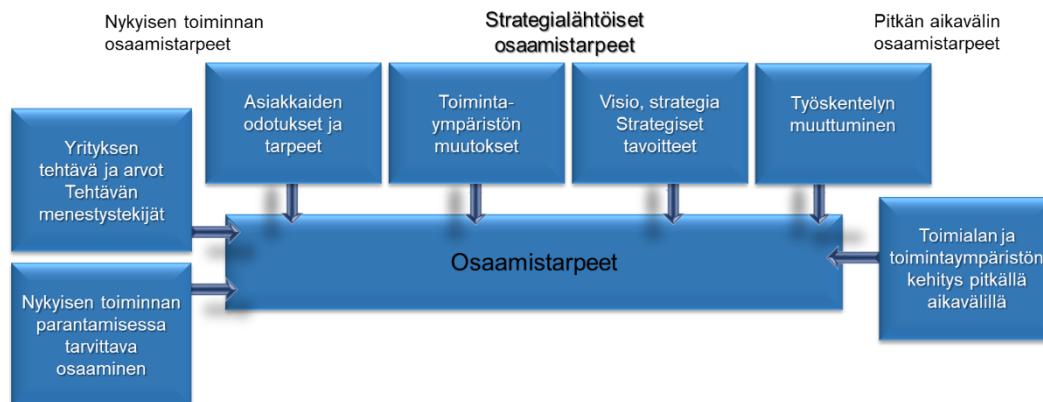 Nykyisen toiminnan
osaamistarpeet
Strategialähtöiset
osaamistarpeet
Pitkän aikavälin
osaamistarpeet
Asiakkaiden
odotukset ja
tarpeet
Toiminta-
ympäristön
muutokset
Visio, strategia
Strategiset
tavoitteet
Työskentelyn
muuttuminen
Yrityksen
tehtävä ja arvot
Tehtävän
menestystekijät
Osaamistarpeet
Toimialan ja
toimintaympäristön
kehitys pitkällä
aikavälillä
Nykyisen toiminnan
parantamisessa
tarvittava
osaaminen